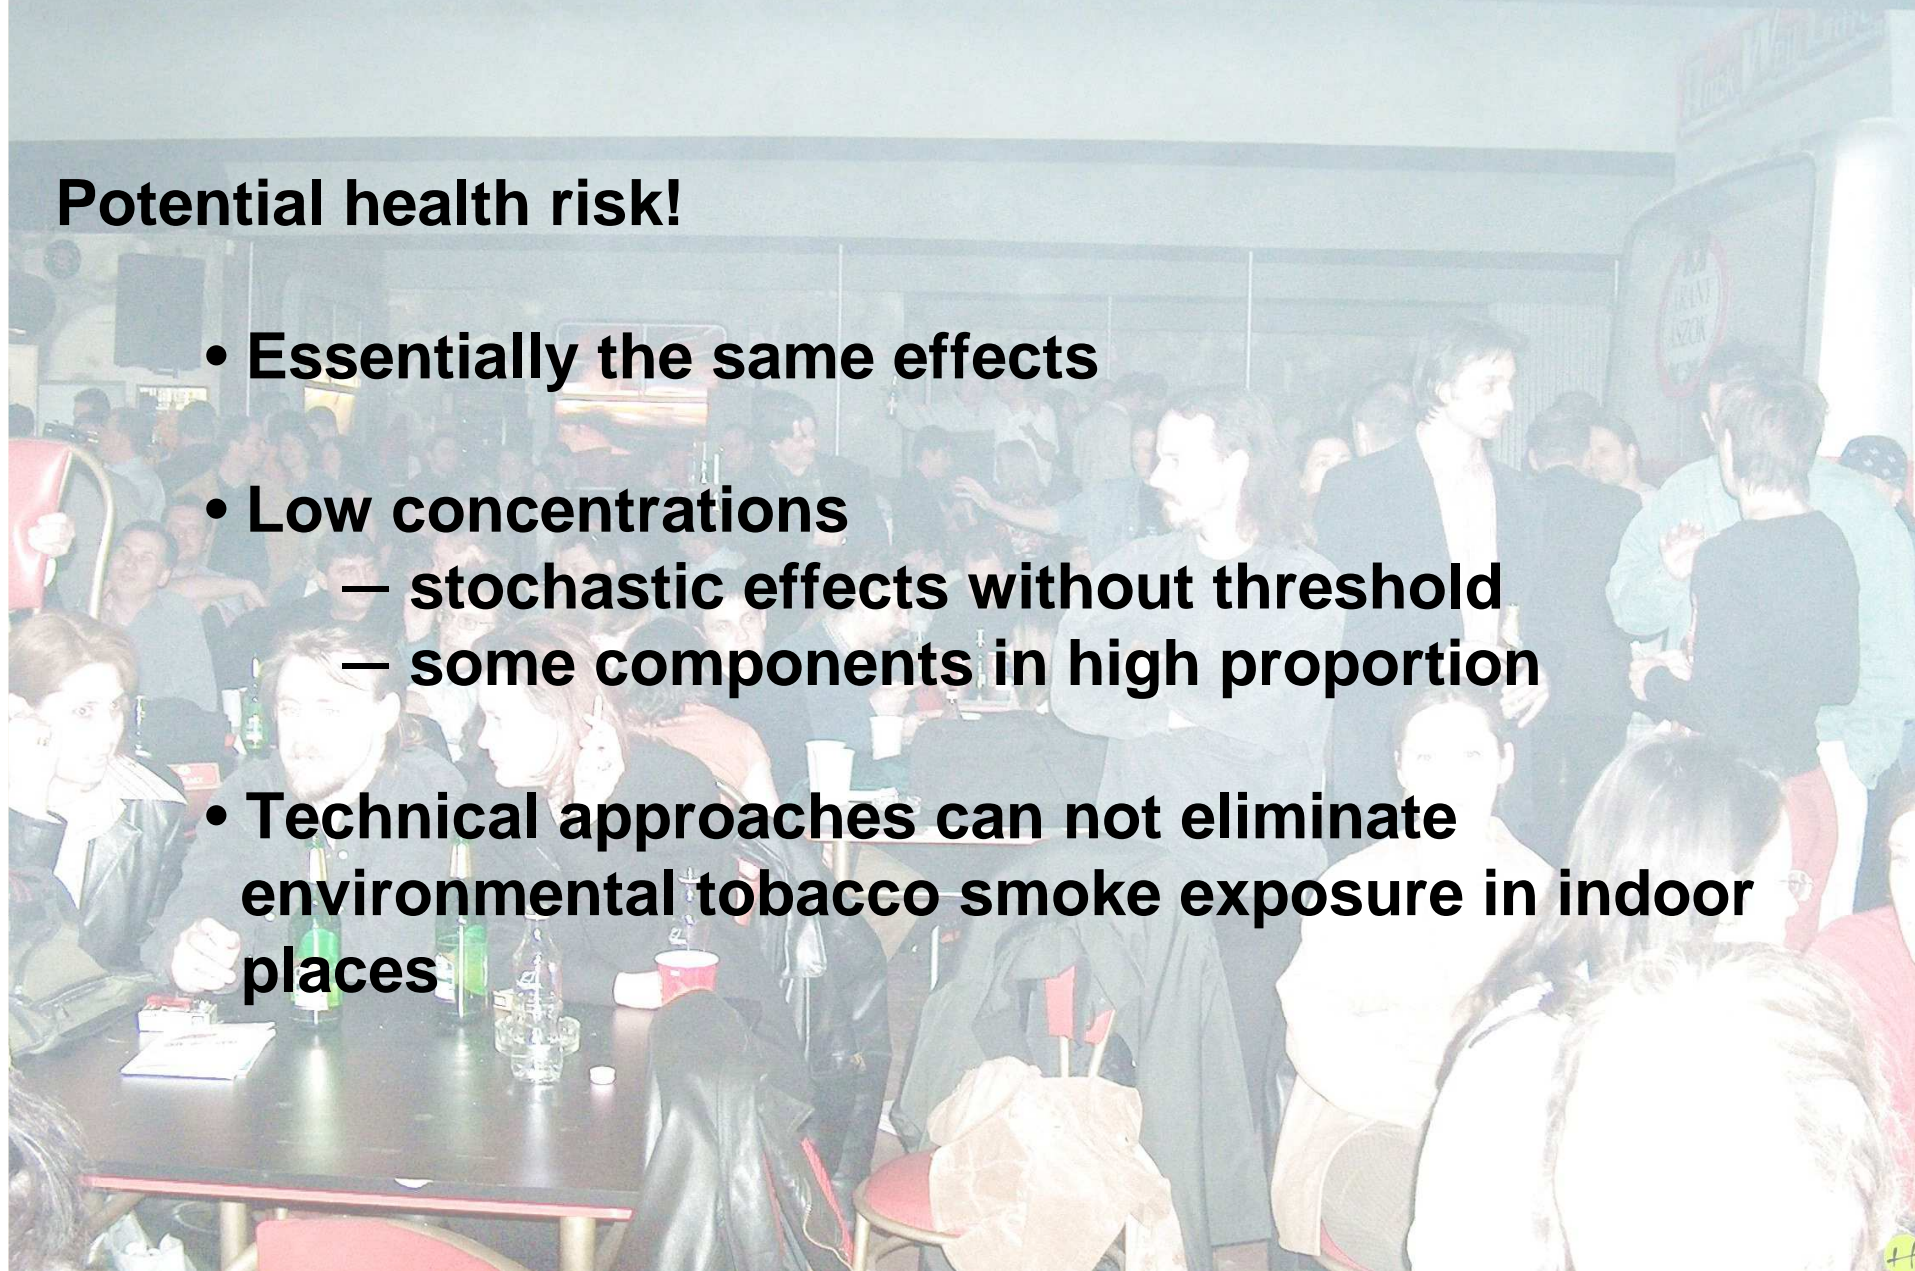 Potential health risk!
• Essentially the same effects
• Low concentrations
— stochastic effects without threshold
— some components in high proportion
• Technical approaches can not eliminate
environmental tobacco smoke exposure in indoor
places